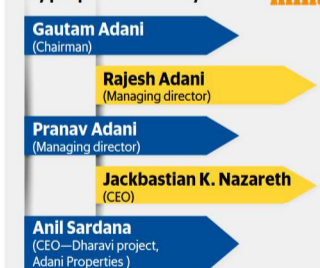 Gautam Adani
(Chairman)
Rajesh Adani
(Managing director)
Pranav Adani
(Managing director)
Jackbastian K. Nazareth
(CEO)
Anil Sardana
(CEO—Dharavi project,
Adani Properties )